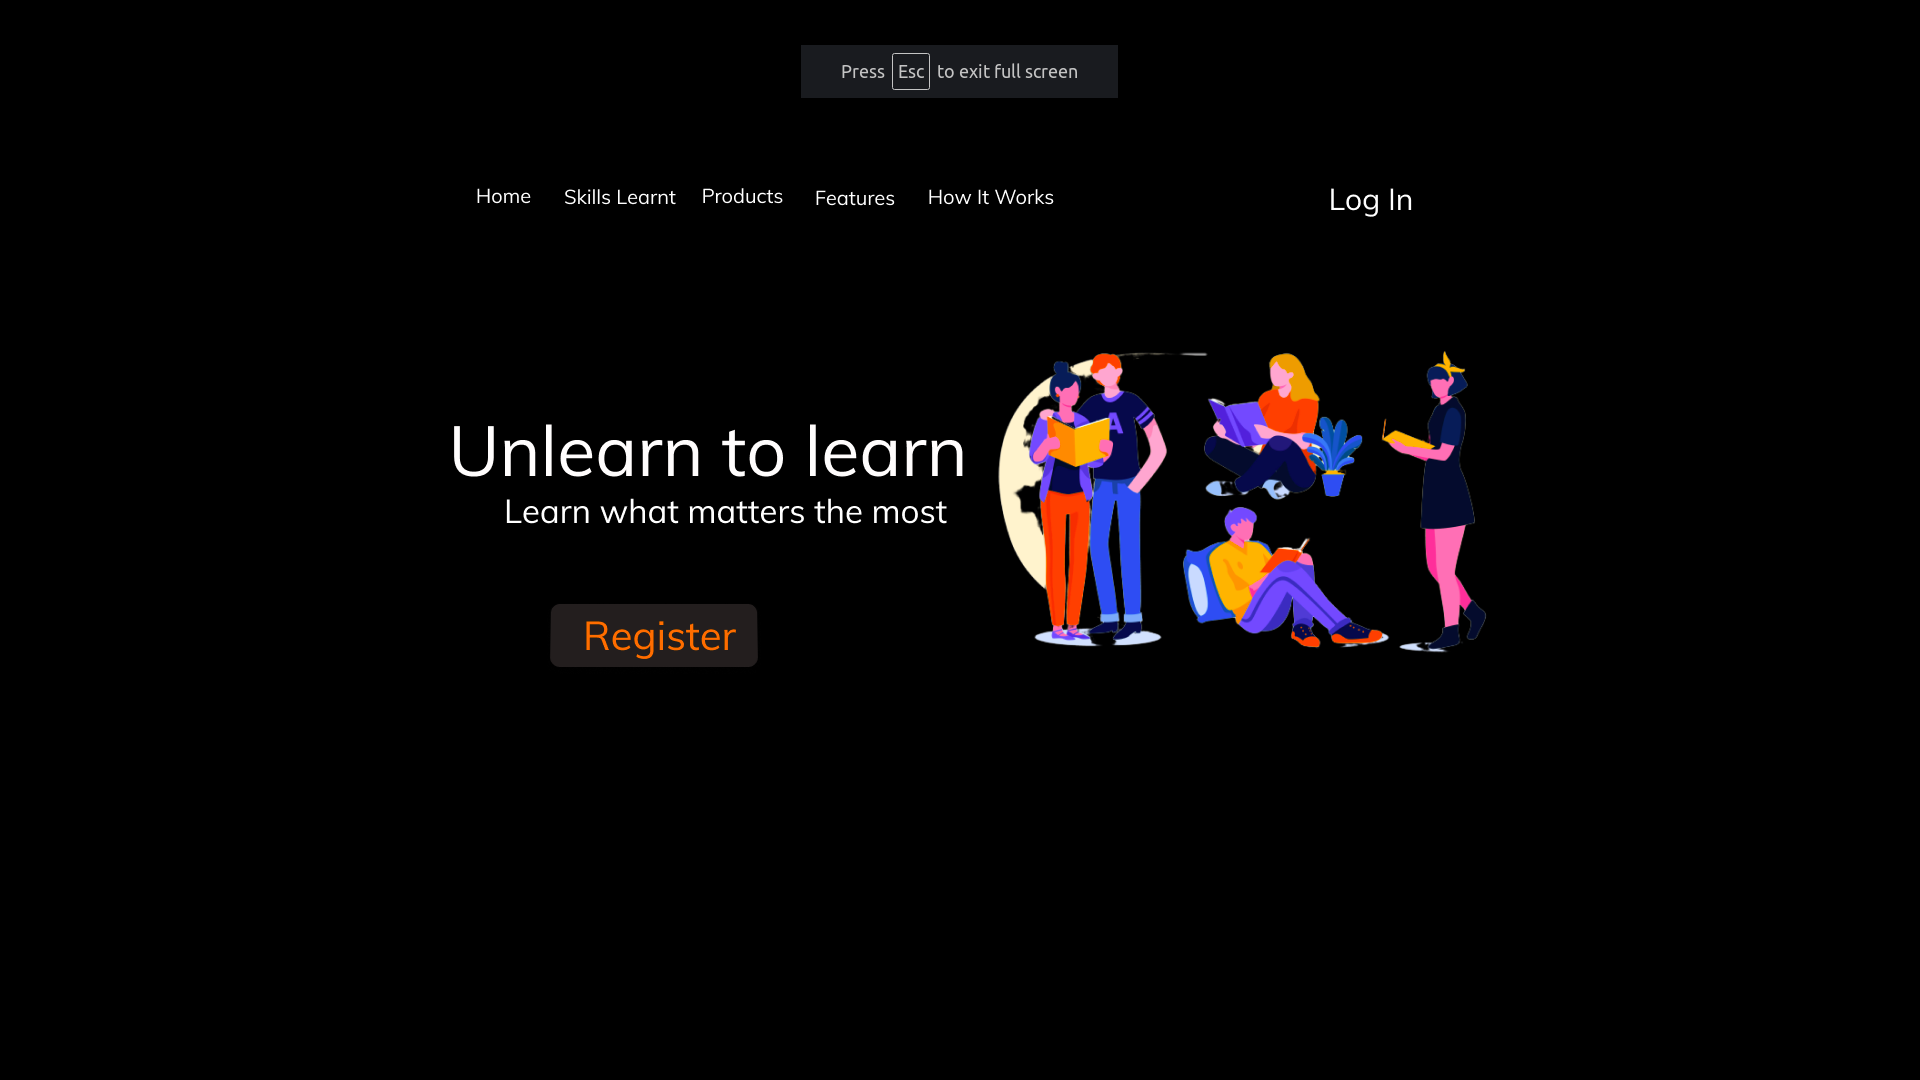 Press Esc to exit full screen
Home Skills Learnt Products Features How It Works Log In
Unlearn to learn
Learn what matters the most
Register
A